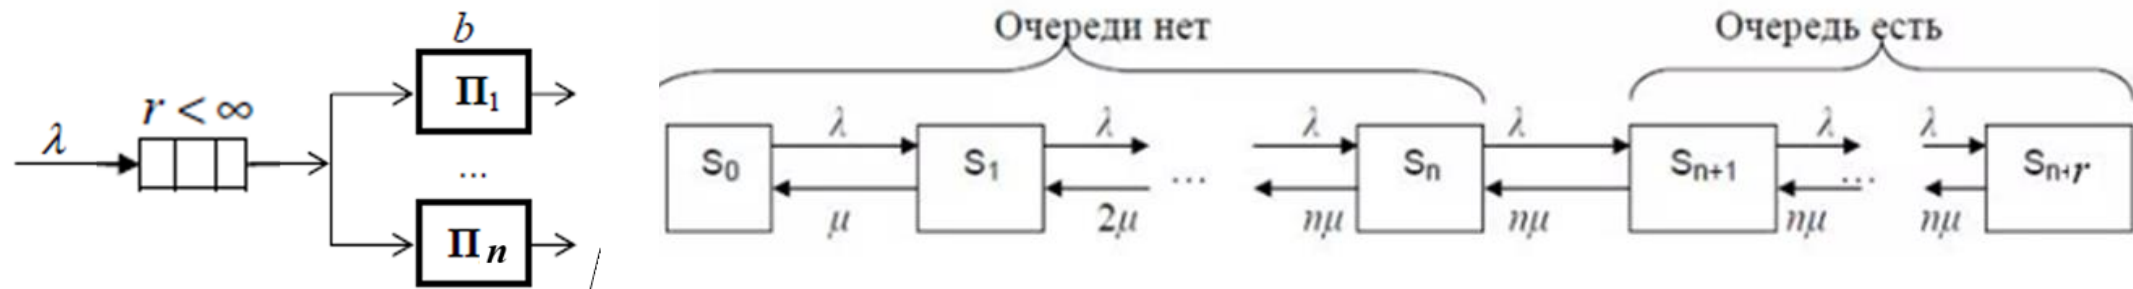 b
П1
r < ∞
λ
...
Пn
Очереди нет
Очередь есть
λ λ λ λ λ λ
S0 S1 ... Sn Sn+1 ... Sn+r
μ 2μ nμ nμ nμ nμ